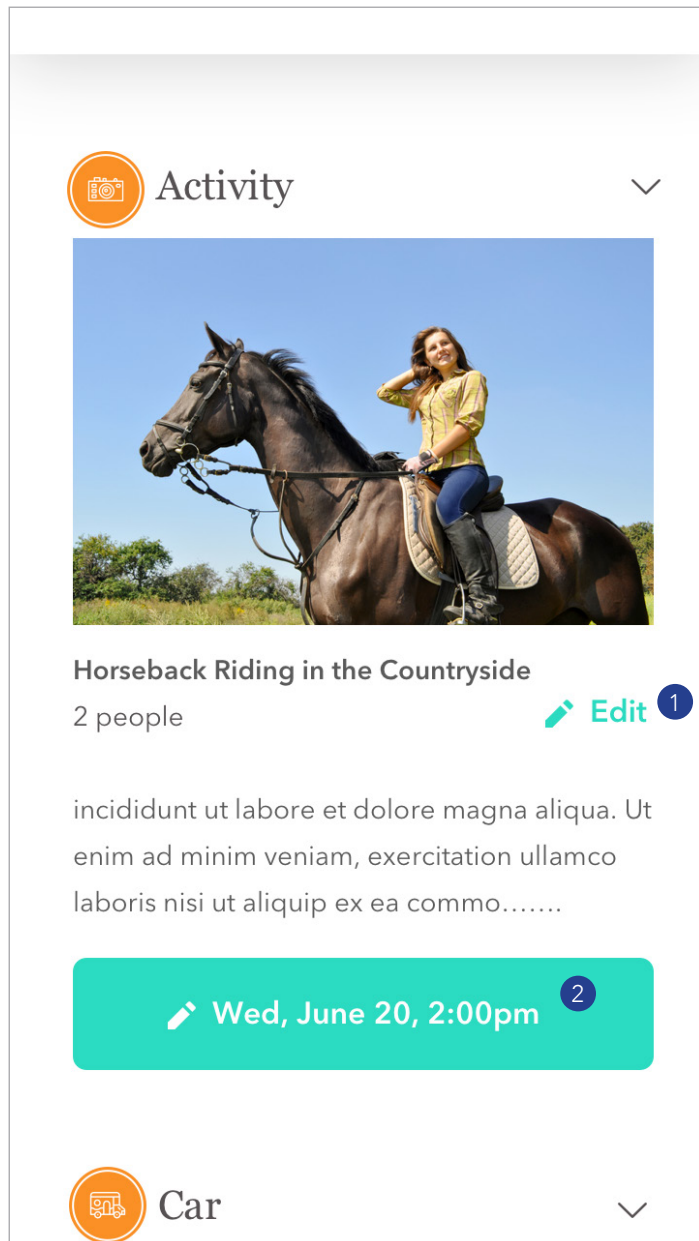 Activity
Horseback Riding in the Countryside
2 people
Edit 1
incididunt ut labore et dolore magna aliqua. Ut
enim ad minim veniam, exercitation ullamco
laboris nisi ut aliquip ex ea commo.......
Wed, June 20, 2:00pm 2
Car